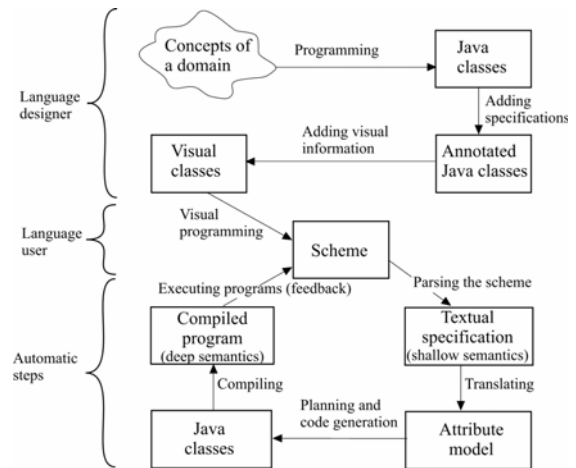 Concepts of
a domain
Programming
Java
classes
Language
designer
Adding
specifications
Adding visual
information
Visual
classes
Annotated
Java classes
Visual
programming
Language
user
Scheme
Executing programs (feedback)
Parsing the scheme
Compiled
program
(deep semantics)
Textual
specification
(shallow semantics)
Automatic
steps
Compiling
Translating
Planning and
code generation
Java
classes
Attribute
model